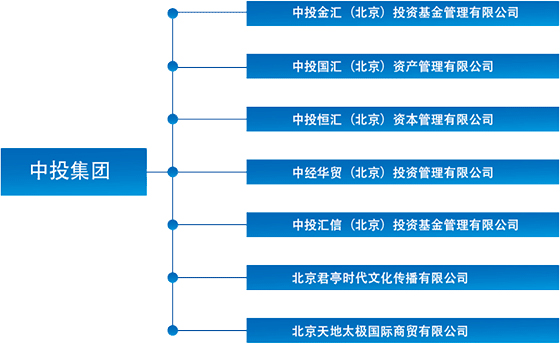 中投金汇（北京）投资基金管理有限公司
中投国汇（北京）资产管理有限公司
中投恒汇（北京）资本管理有限公司
中投集团
中经华贸（北京）投资管理有限公司
中投汇信（北京）投资基金管理有限公司
北京君亭时代文化传播有限公司
北京天地太极国际商贸有限公司